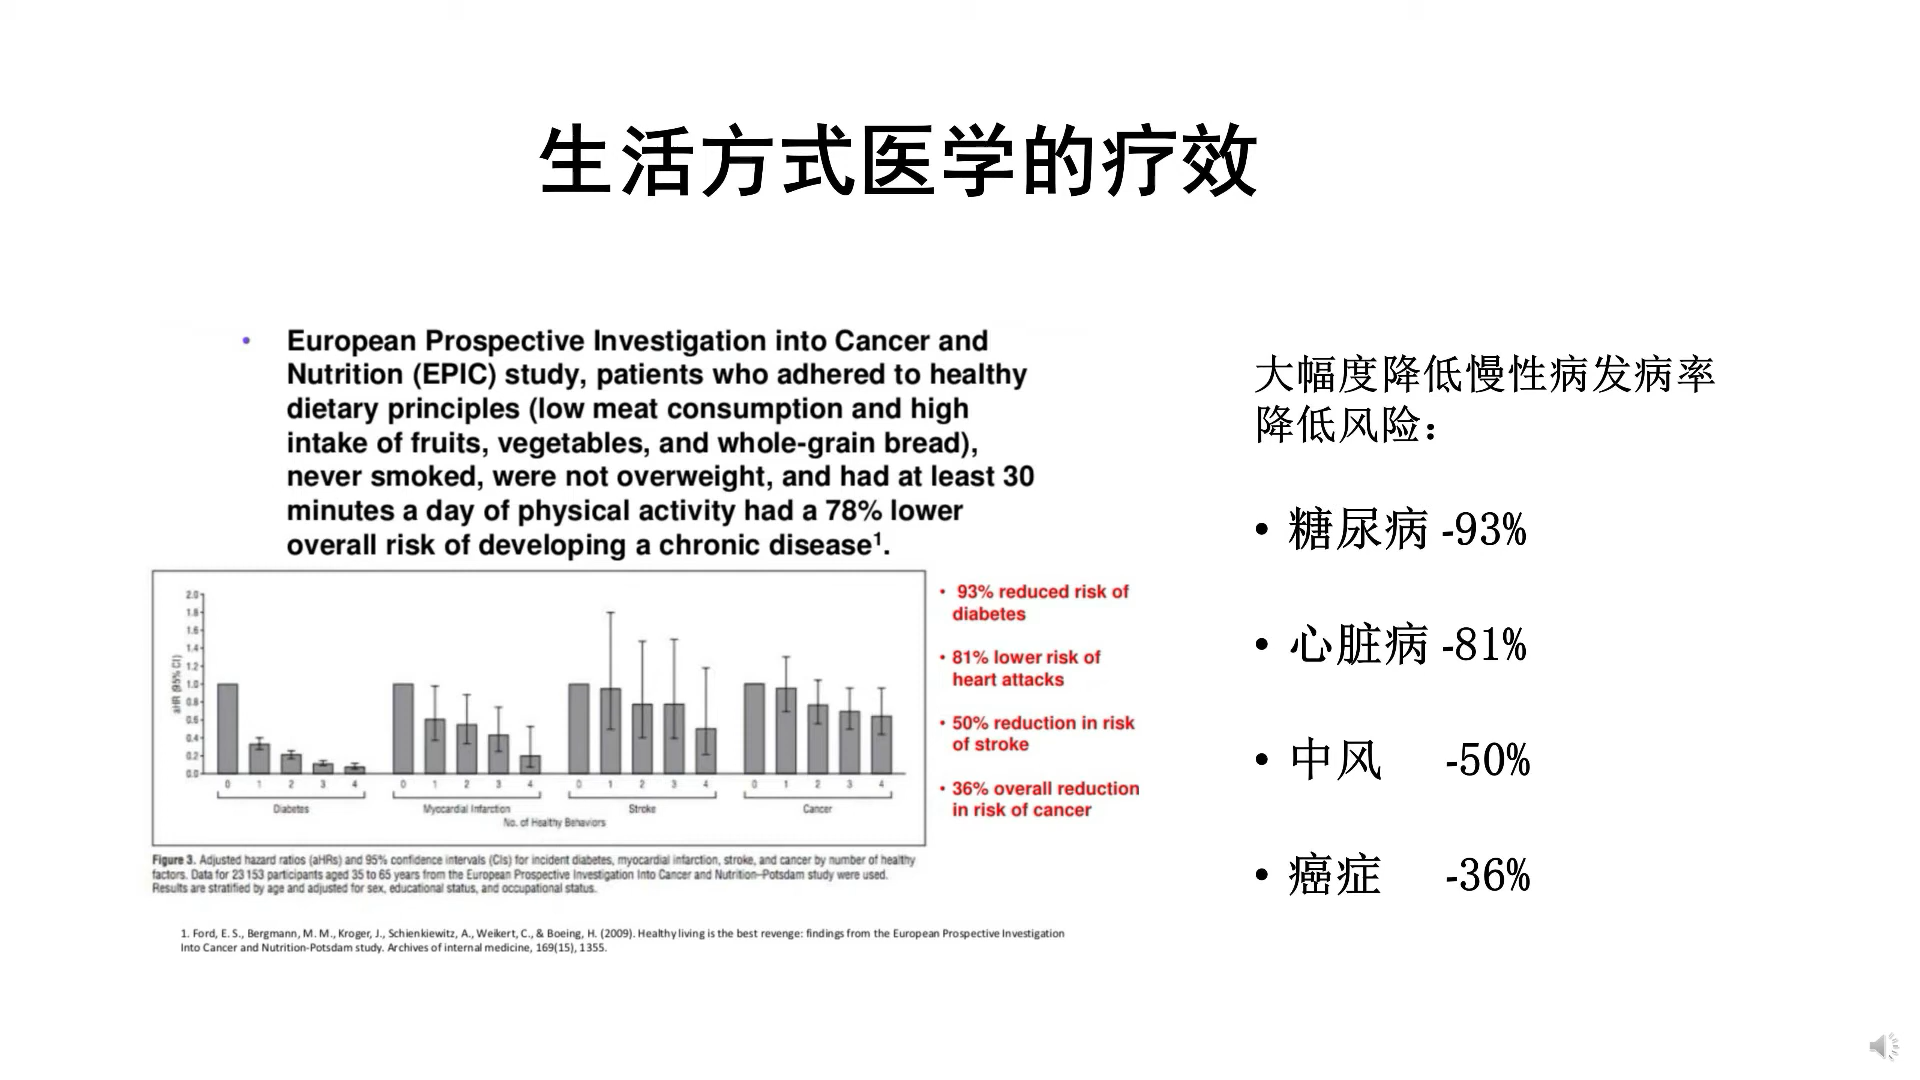 生活方式医学的疗效
• European Prospective Investigation into Cancer and
Nutrition (EPIC) study, patients who adhered to healthy
dietary principles (low meat consumption and high
intake of fruits, vegetables, and whole-grain bread),
never smoked, were not overweight, and had at least 30
minutes a day of physical activity had a 78% lower
overall risk of developing a chronic disease¹.
aHR (95% CI)
2.0
1.8
1.6
1.4
1.2
1.0
0.8
0.6
0.4
0.2
0.0
0 1 2 3 4 0 1 2 3 4 0 1 2 3 4 0 1 2 3 4
Diabetes Myocardial Infarction Stroke Cancer
No. of Healthy Behaviors
Figure 3. Adjusted hazard ratios (aHRs) and 95% confidence intervals (CIs) for incident diabetes, myocardial infarction, stroke, and cancer by number of healthy
factors. Data for 23 153 participants aged 35 to 65 years from the European Prospective Investigation Into Cancer and Nutrition–Potsdam study were used.
Results are stratified by age and adjusted for sex, educational status, and occupational status.
• 93% reduced risk of
diabetes
• 81% lower risk of
heart attacks
• 50% reduction in risk
of stroke
• 36% overall reduction
in risk of cancer
1. Ford, E. S., Bergmann, M. M., Kroger, J., Schienkiewitz, A., Weikert, C., & Boeing, H. (2009). Healthy living is the best revenge: findings from the European Prospective Investigation
Into Cancer and Nutrition-Potsdam study. Archives of internal medicine, 169(15), 1355.
大幅度降低慢性病发病率
降低风险：
• 糖尿病 -93%
• 心脏病 -81%
• 中风 -50%
• 癌症 -36%